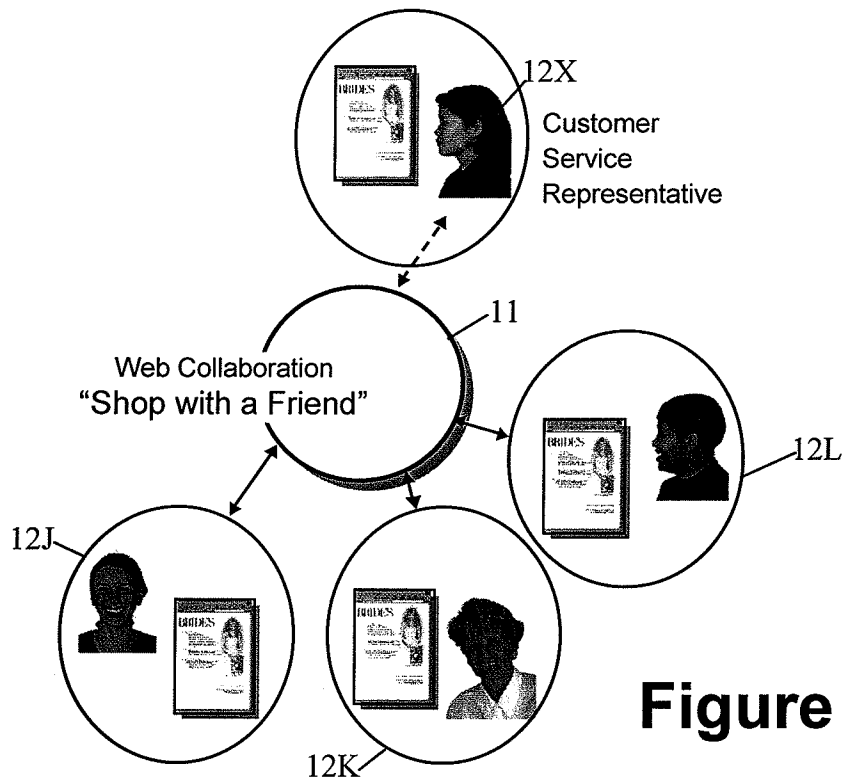 BRIDES
12X
Customer
Service
Representative
11
Web Collaboration
“Shop with a Friend”
BRIDES
12L
12J
BRIDES
BRIDES
12K
Figure